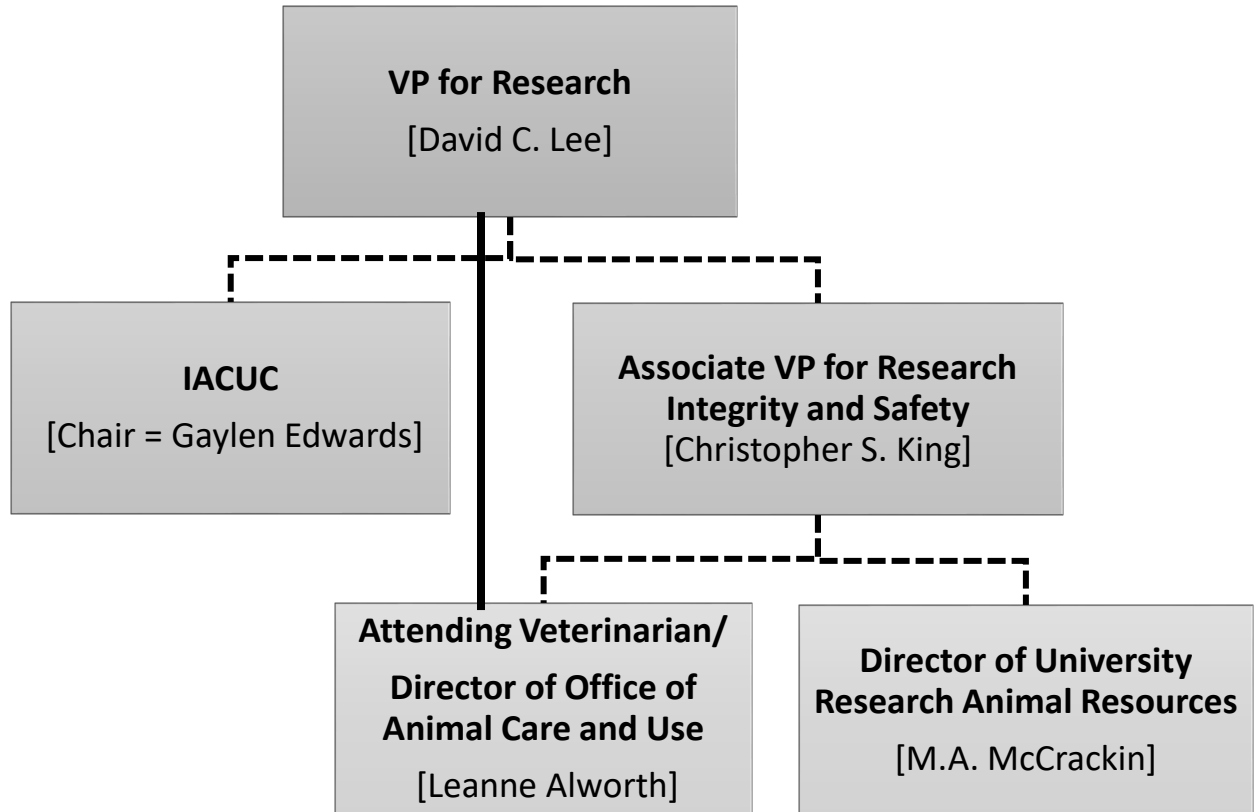 VP for Research
[David C. Lee]
IACUC
[Chair = Gaylen Edwards]
Associate VP for Research
Integrity and Safety
[Christopher S. King]
Attending Veterinarian/
Director of Office of
Animal Care and Use
[Leanne Alworth]
Director of University
Research Animal Resources
[M.A. McCrackin]